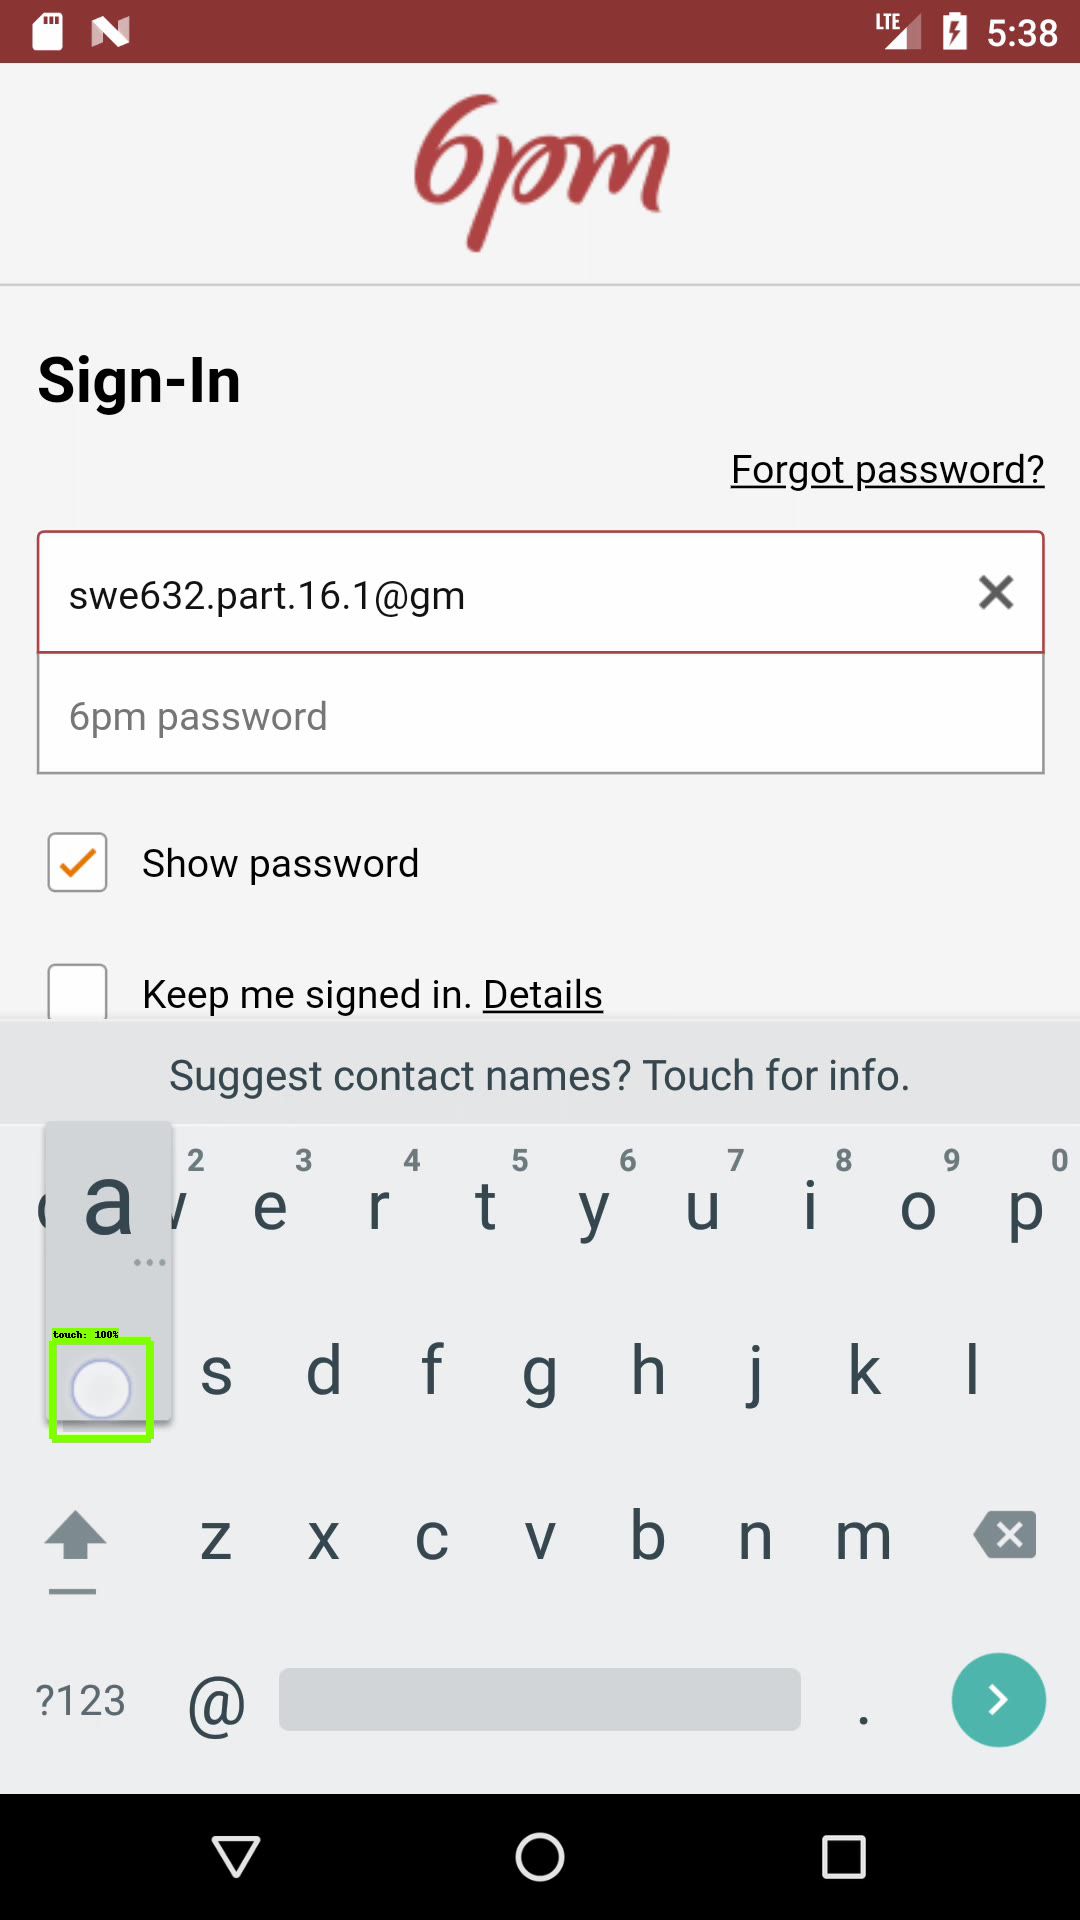 LTE 5:38
6pm
Sign-In
Forgot password?
swe632.part.16.1@gm
6pm password
Show password
Keep me signed in. Details
Suggest contact names? Touch for info.
2 3 4 5 6 7 8 9 0
a e r t y u i o p
touch: 100%
s d f g h j k l
z x c v b n m
?123 @ .